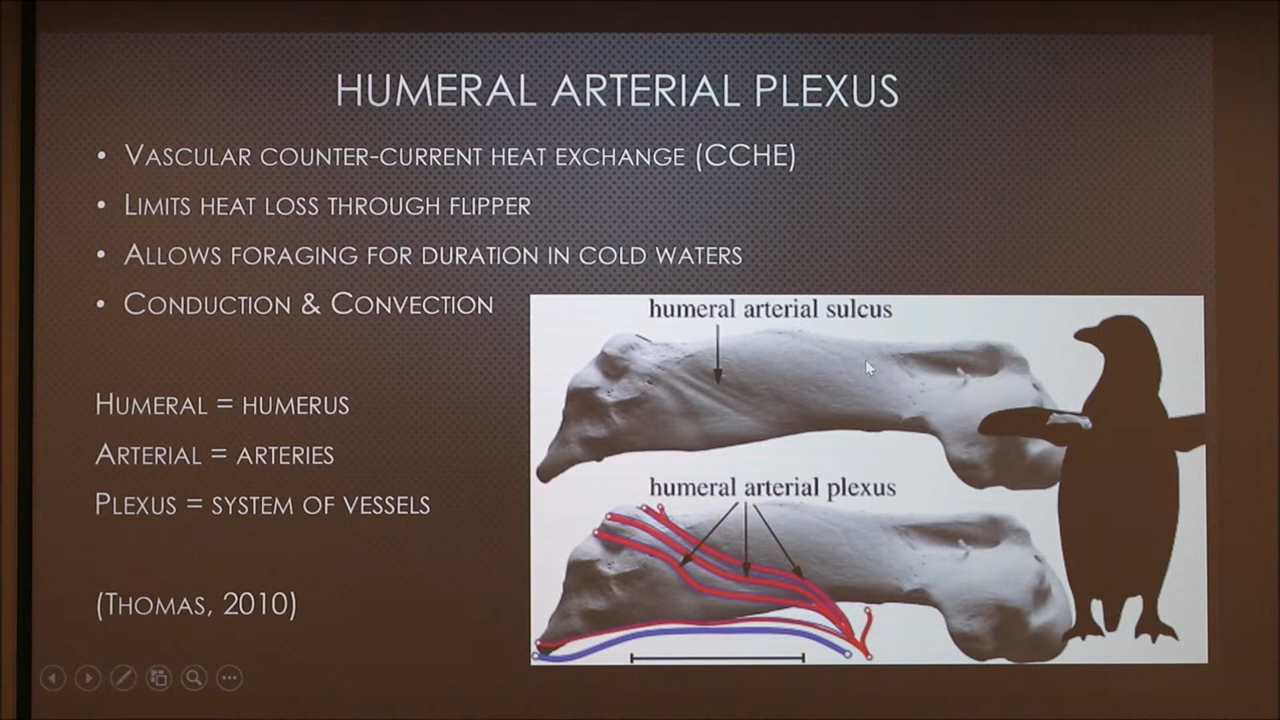 HUMERAL ARTERIAL PLEXUS
• VASCULAR COUNTER-CURRENT HEAT EXCHANGE (CCHE)
• LIMITS HEAT LOSS THROUGH FLIPPER
• ALLOWS FORAGING FOR DURATION IN COLD WATERS
• CONDUCTION & CONVECTION
HUMERAL = HUMERUS
ARTERIAL = ARTERIES
PLEXUS = SYSTEM OF VESSELS
(THOMAS, 2010)
humeral arterial sulcus
humeral arterial plexus